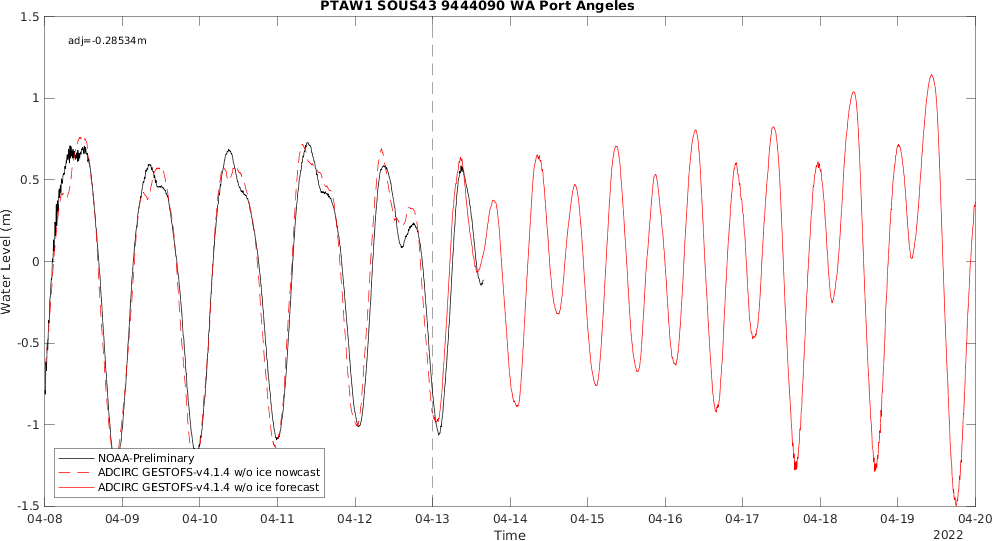 PTAW1 SOUS43 9444090 WA Port Angeles
adj=-0.28534m
Water Level (m)
1.5
1
0.5
0
-0.5
-1
-1.5
NOAA-Preliminary
ADCIRC GESTOFS-v4.1.4 w/o ice nowcast
ADCIRC GESTOFS-v4.1.4 w/o ice forecast
04-08 04-09 04-10 04-11 04-12 04-13 04-14 04-15 04-16 04-17 04-18 04-19 04-20
Time
2022